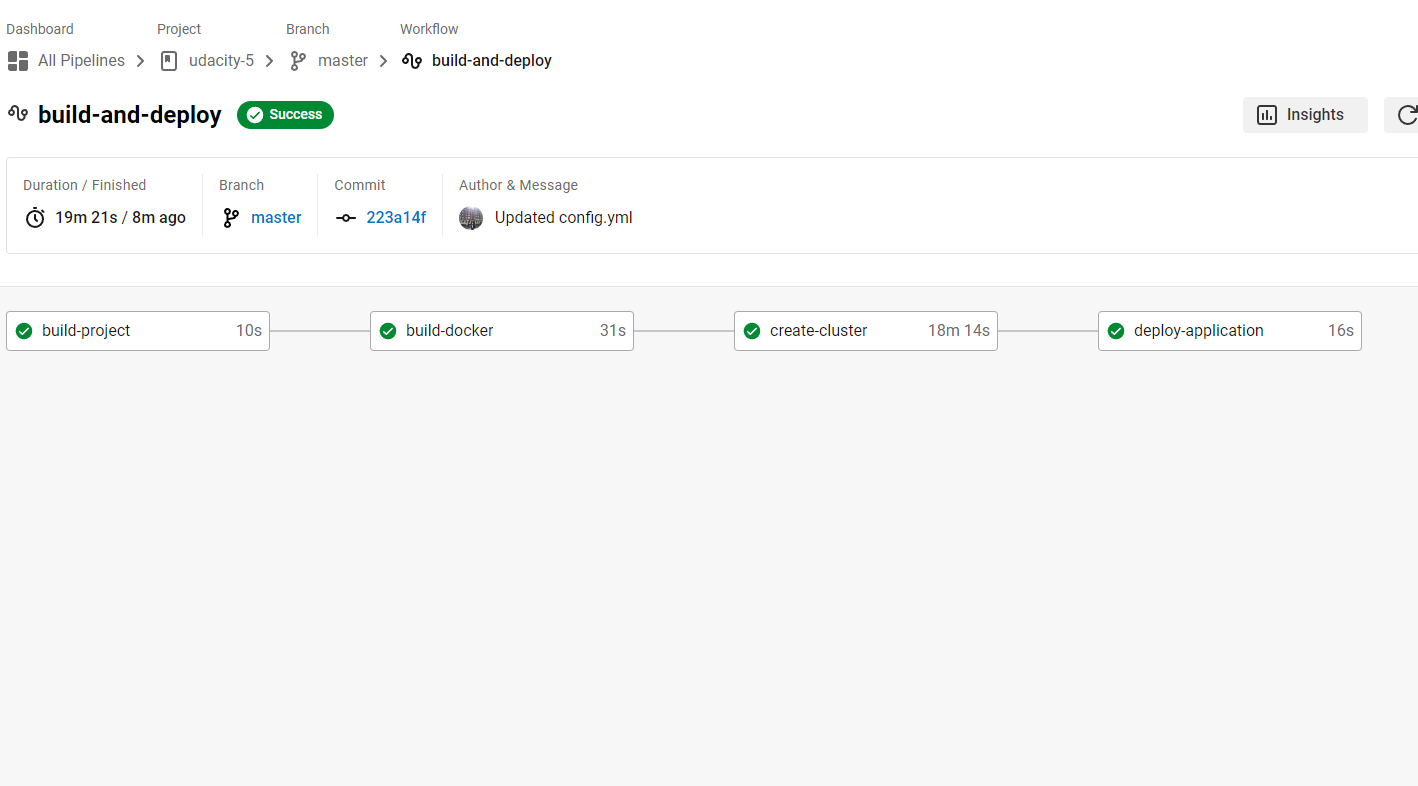 Dashboard Project Branch Workflow
All Pipelines udacity-5 master build-and-deploy
build-and-deploy Success Insights
Duration / Finished Branch Commit Author & Message
19m 21s / 8m ago master 223a14f Updated config.yml
build-project 10s build-docker 31s create-cluster 18m 14s deploy-application 16s